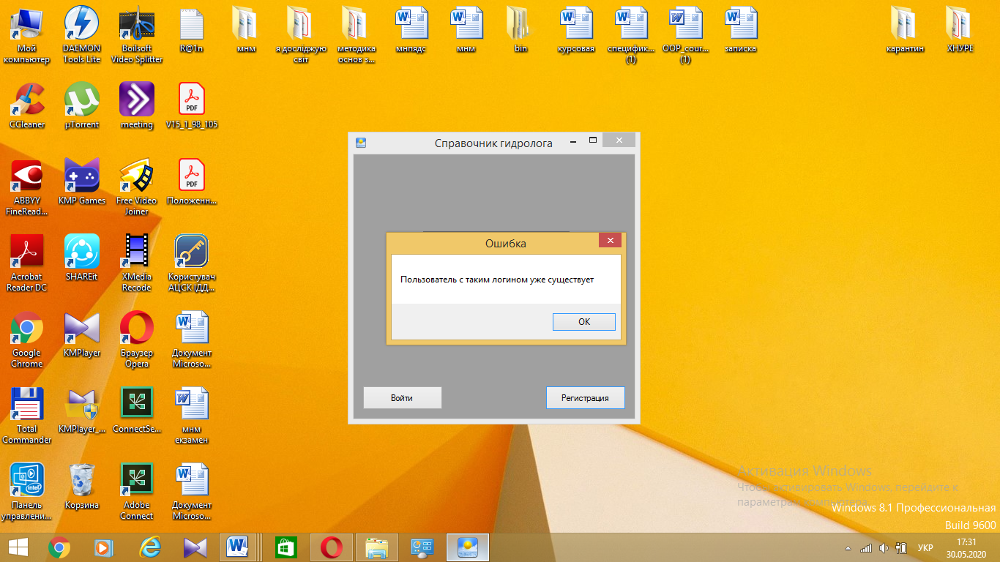 Мой
компьютер
DAEMON
Tools Lite
Boilsoft
Video Splitter
R@1n
мнм
я досліджую
світ
методика
основ з...
мнпядс
мнм
bin
курсовая
специфик...
(1)
OOP_cour...
(1)
записка
карантин
ХНУРЕ
CCleaner
µTorrent
meeting
PDF
V15_1_98_105
ABBYY
FineRead...
KMP Games
Free Video
Joiner
PDF
Положенн...
Acrobat
Reader DC
SHAREit
XMedia
Recode
Користувач
АЦСК ІДД...
Google
Chrome
KMPlayer
Браузер
Opera
Документ
Microso...
Total
Commander
KMPlayer_...
ConnectSe...
мнм
екзамен
Панель
управлени...
Корзина
Adobe
Connect
Документ
Microso...
Справочник гидролога
Ошибка
Пользователь с таким логином уже существует
ОК
Войти
Регистрация
Активация Windows
Чтобы активировать Windows, перейдите к
параметрам компьютера.
Windows 8.1 Профессиональная
Build 9600
УКР
17:31
30.05.2020